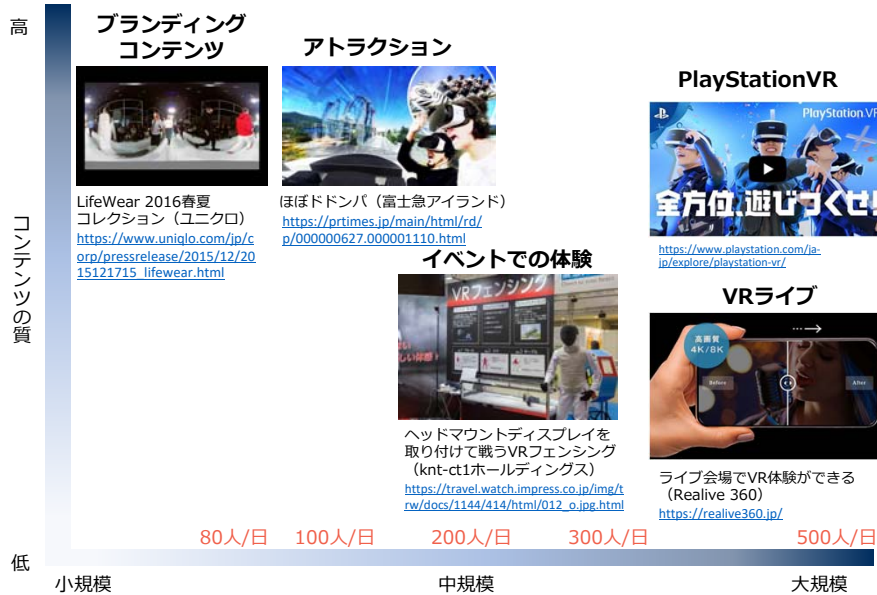 高
コンテンツの質
低
ブランディング
コンテンツ
LifeWear 2016春夏
コレクション（ユニクロ）
https://www.uniqlo.com/jp/c
orp/pressrelease/2015/12/20
15121715_lifewear.html
アトラクション
ほぼドドンパ（富士急アイランド）
https://prtimes.jp/main/html/rd/
p/000000627.000001110.html
イベントでの体験
VRフェンシング
ヘッドマウントディスプレイを
取り付けて戦うVRフェンシング
（knt-ct1ホールディングス）
https://travel.watch.impress.co.jp/img/t
rw/docs/1144/414/html/012_o.jpg.html
PlayStationVR
PlayStation.VR
全方位、遊びつくせ!
https://www.playstation.com/ja-
jp/explore/playstation-vr/
VRライブ
高画質
4K/8K
Before
After
ライブ会場でVR体験ができる
（Realive 360）
https://realive360.jp/
80人/日
100人/日
200人/日
300人/日
500人/日
小規模
中規模
大規模